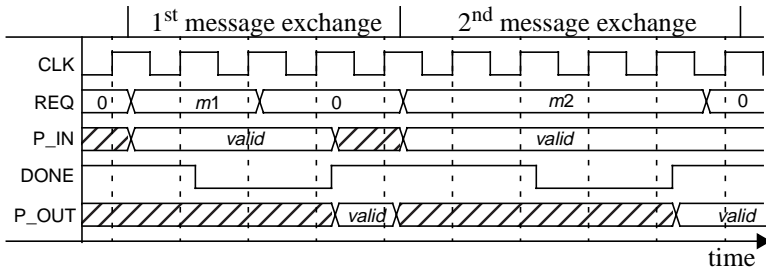 1st message exchange 2nd message exchange
CLK
REQ 0 m1 0 m2 0
P_IN valid valid
DONE
P_OUT valid valid
time